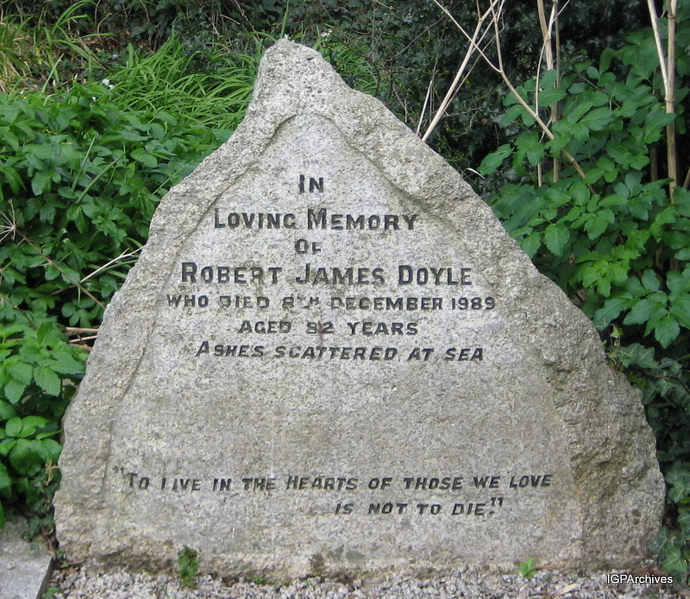 IN
LOVING MEMORY
OF
ROBERT JAMES DOYLE
WHO DIED 8TH DECEMBER 1989
AGED 82 YEARS
ASHES SCATTERED AT SEA
"TO LIVE IN THE HEARTS OF THOSE WE LOVE
IS NOT TO DIE."
IGPArchives